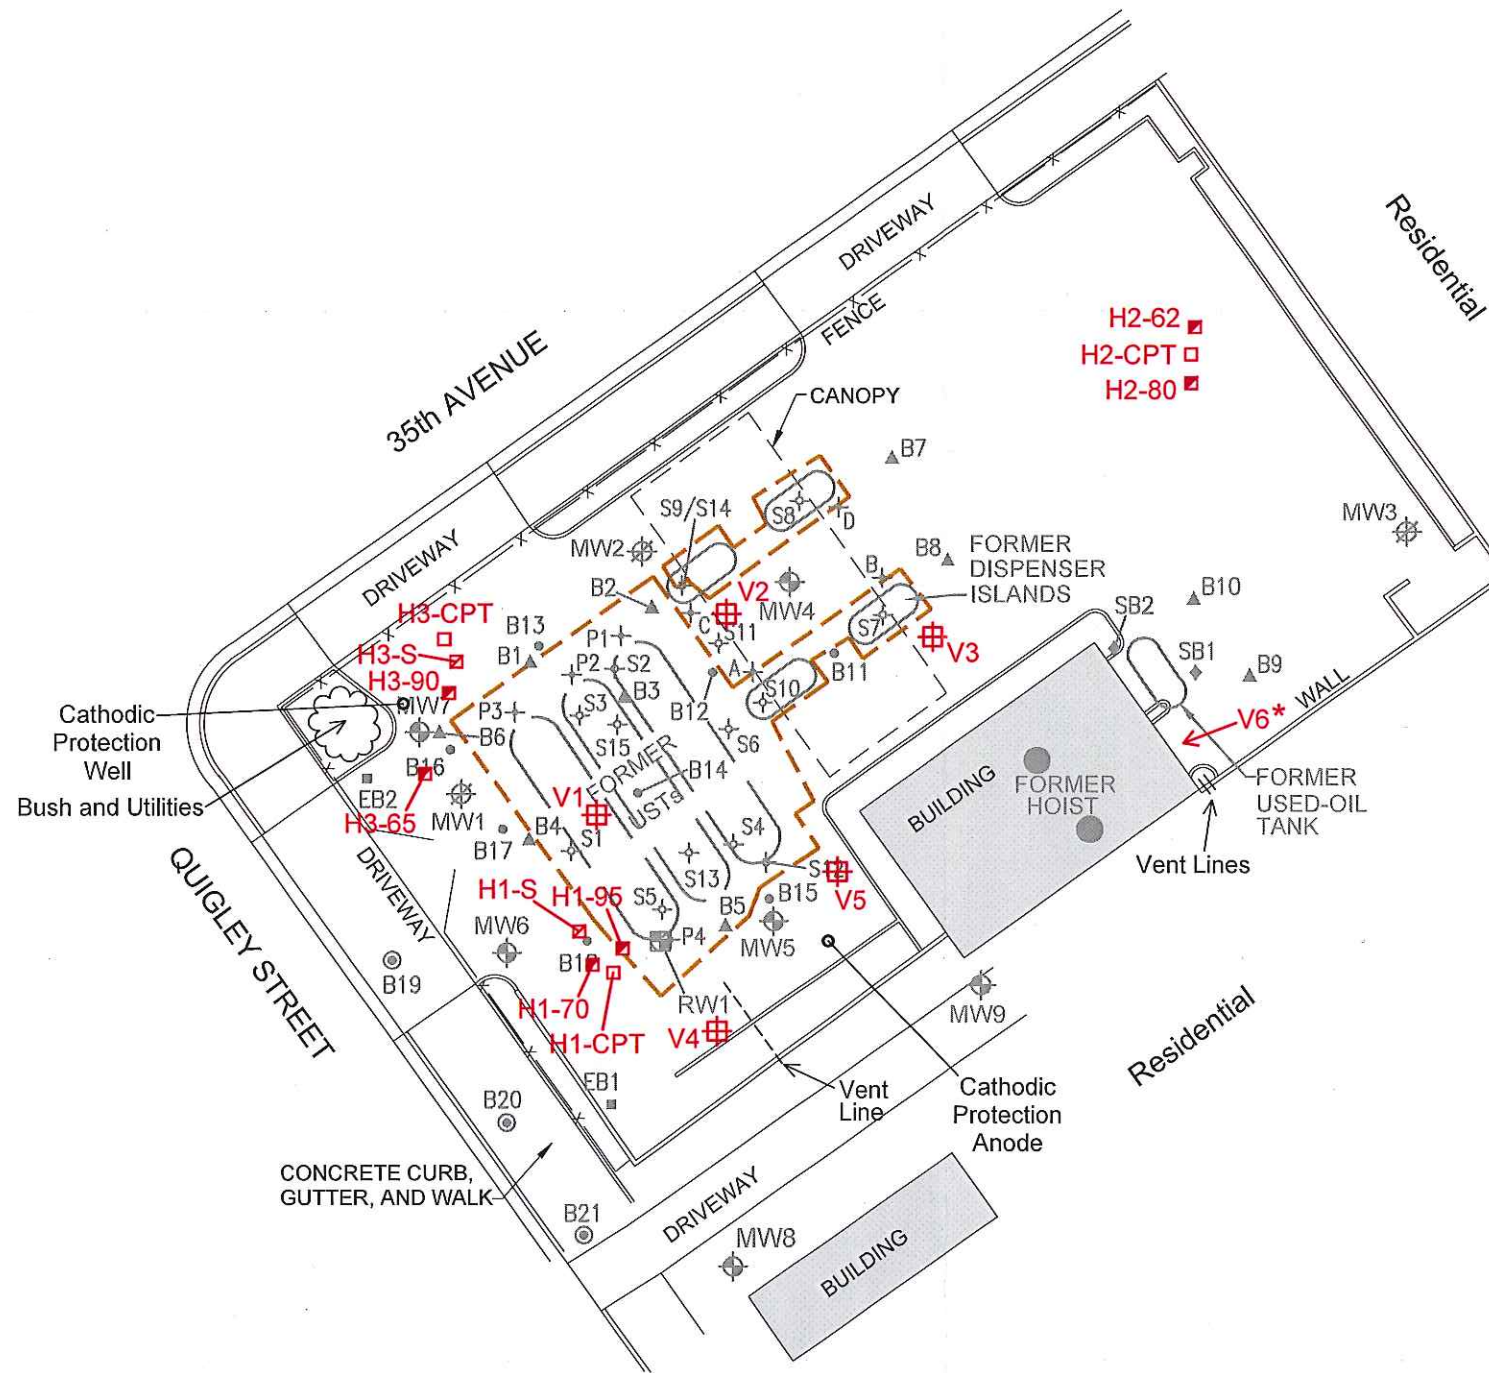 DRIVEWAY
Residential
FENCE
35th AVENUE
H2-62
H2-CPT
H2-80
CANOPY
B7
S9/S14
S8
D
MW3
MW2
B8
FORMER
DISPENSER
ISLANDS
DRIVEWAY
B
B2
V2
MW4
B10
SB2
C
S11
S7
H3-CPT
B13
P1
V3
H3-S
B1
P2
S2
A
B11
SB1
B9
H3-90
S3
B3
S10
B12
WALL
MW7
P3
V6*
Cathodic
Protection
Well
B6
S15
S6
B16
FORMER
USTs
B14
BUILDING
FORMER
HOIST
FORMER
USED-OIL
TANK
Bush and Utilities
EB2
V1
H3-65
MW1
B4
S4
B17
S1
Vent Lines
DRIVEWAY
S13
V5
QUIGLEY STREET
H1-S
H1-95
S5
B15
B5
MW6
P4
MW5
B19
H1-70
RW1
MW9
Residential
H1-CPT
V4
EB1
Vent
Line
Cathodic
Protection
Anode
B20
CONCRETE CURB,
GUTTER, AND WALK
DRIVEWAY
B21
MW8
BUILDING